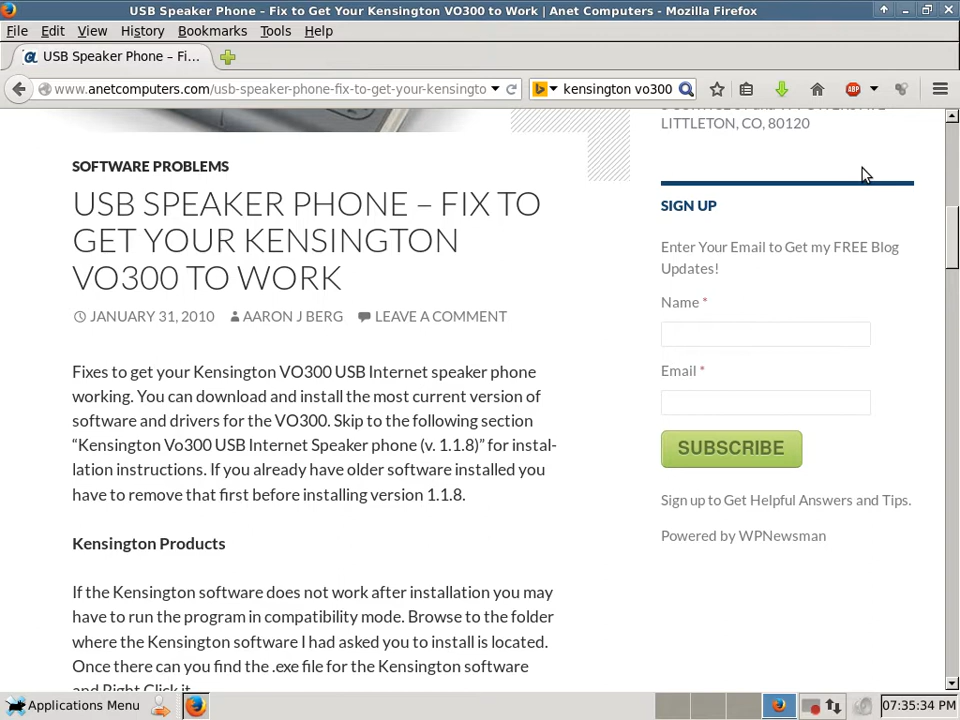 USB Speaker Phone – Fix to Get Your Kensington VO300 to Work | Anet Computers - Mozilla Firefox
File Edit View History Bookmarks Tools Help
USB Speaker Phone – Fi...
www.anetcomputers.com/usb-speaker-phone-fix-to-get-your-kensingto
kensington vo300
ABP
LITTLETON, CO, 80120
SOFTWARE PROBLEMS
USB SPEAKER PHONE – FIX TO
GET YOUR KENSINGTON
VO300 TO WORK
JANUARY 31, 2010 AARON J BERG LEAVE A COMMENT
Fixes to get your Kensington VO300 USB Internet speaker phone
working. You can download and install the most current version of
software and drivers for the VO300. Skip to the following section
“Kensington Vo300 USB Internet Speaker phone (v. 1.1.8)” for instal-
lation instructions. If you already have older software installed you
have to remove that first before installing version 1.1.8.
Kensington Products
If the Kensington software does not work after installation you may
have to run the program in compatibility mode. Browse to the folder
where the Kensington software I had asked you to install is located.
Once there can you find the .exe file for the Kensington software
and Right Click it
SIGN UP
Enter Your Email to Get my FREE Blog
Updates!
Name *
Email *
SUBSCRIBE
Sign up to Get Helpful Answers and Tips.
Powered by WPNewsman
Applications Menu
07:35:34 PM